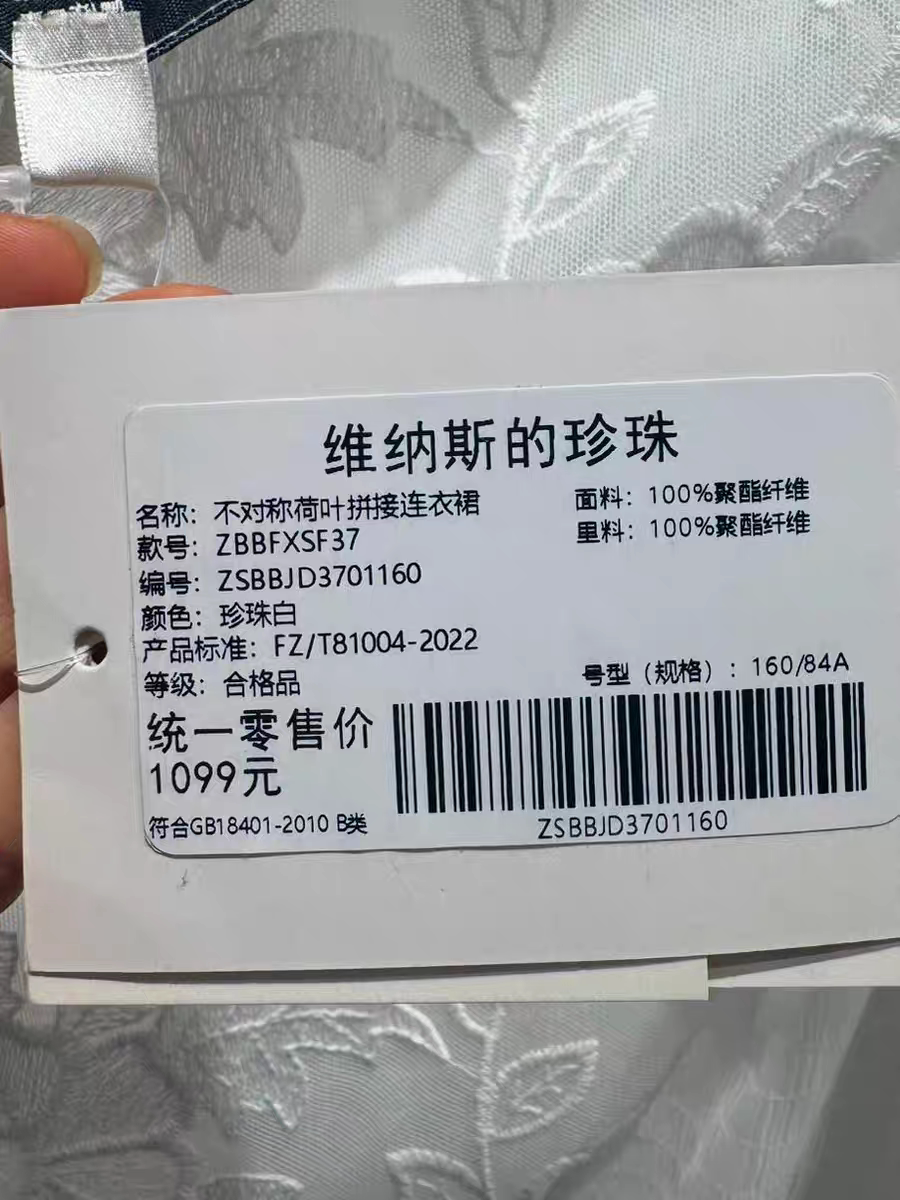 维纳斯的珍珠
名称：不对称荷叶拼接连衣裙
款号：ZBBFXSF37
编号：ZSBBJD3701160
颜色：珍珠白
产品标准：FZ/T81004-2022
等级：合格品
面料：100%聚酯纤维
里料：100%聚酯纤维
号型（规格）：160/84A
统一零售价
1099元
符合GB18401-2010 B类
ZSBBJD3701160